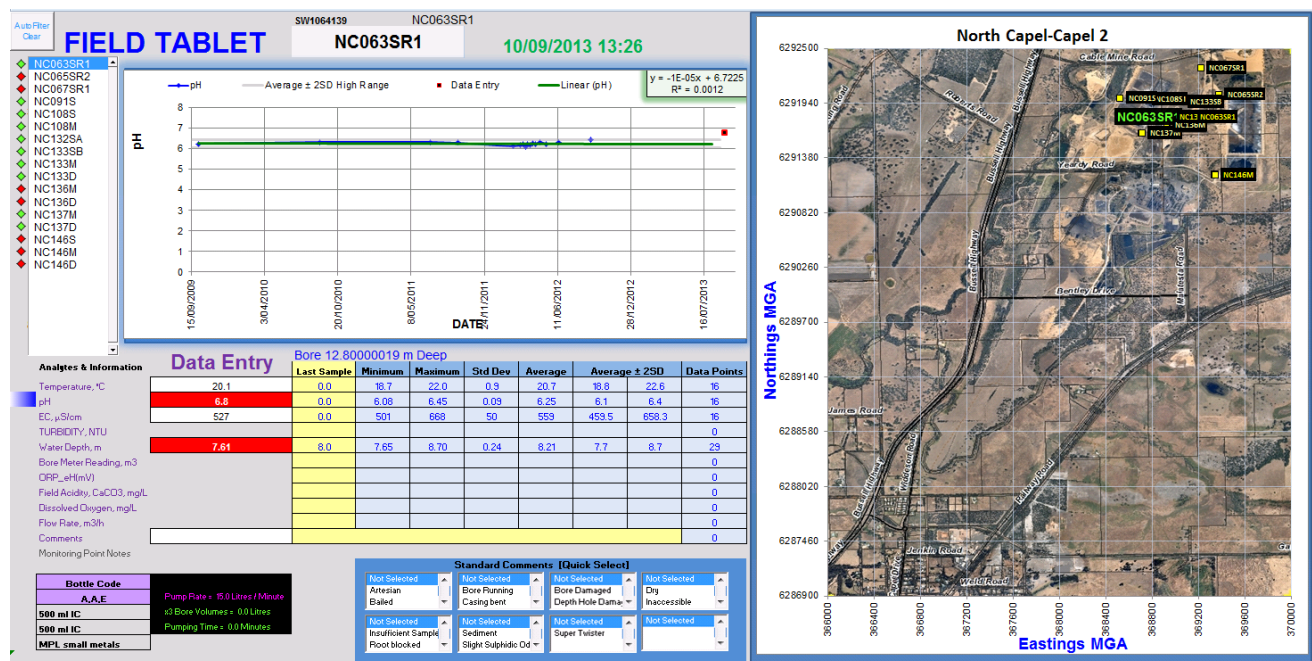 Auto Filter
Clear
FIELD TABLET
SW1064139
NC063SR1
NC063SR1
10/09/2013 13:26
NC063SR1
NC065SR2
NC067SR1
NC091S
NC108S
NC108M
NC132SA
NC133SB
NC133M
NC133D
NC136M
NC136D
NC137M
NC137D
NC146S
NC146M
NC146D
pH
Average ± 2SD High Range
Data Entry
Linear (pH)
y = -1E-05x + 6.7225
R² = 0.0012
pH
8
7
6
5
4
3
2
1
0
15/09/2009
3/04/2010
20/10/2010
8/05/2011
24/11/2011
11/06/2012
28/12/2012
16/07/2013
DATE
Analytes & Information
Data Entry
Bore 12.80000019 m Deep
Last Sample Minimum Maximum Std Dev Average Average ± 2SD Data Points
Temperature, °C 20.1 0.0 18.7 22.0 0.9 20.7 18.8 22.6 16
pH 6.8 0.0 6.08 6.45 0.09 6.25 6.1 6.4 16
EC, µS/cm 527 0.0 501 668 50 559 459.5 658.3 16
TURBIDITY, NTU 0
Water Depth, m 7.61 8.0 7.65 8.70 0.24 8.21 7.7 8.7 29
Bore Meter Reading, m3 0
ORP_eH(mV) 0
Field Acidity, CaCO3, mg/L 0
Dissolved Oxygen, mg/L 0
Flow Rate, m3/h 0
Comments 0
Monitoring Point Notes
Bottle Code
A,A,E
500 ml IC
500 ml IC
MPL small metals
Pump Rate = 15.0 Litres / Minute
x3 Bore Volumes = 0.0 Litres
Pumping Time = 0.0 Minutes
Standard Comments [Quick Select]
Not Selected
Artesian
Bailed
Not Selected
Bore Running
Casing bent
Not Selected
Bore Damaged
Depth Hole Dama
Not Selected
Dry
Inaccessible
Not Selected
Insufficient Sample
Root blocked
Not Selected
Sediment
Slight Sulphidic Od
Not Selected
Super Twister
Not Selected
North Capel-Capel 2
Northings MGA
6292500
6291940
6291380
6290820
6290260
6289700
6289140
6288580
6288020
6287460
6286900
366000
366400
366800
367200
367600
368000
368400
368800
369200
369600
370000
Eastings MGA
Gable Mine Road
Roberts Road
Bussell Highway
Bussell Highway
Yeardy Road
Bussell Highway
Bentley Drive
James Road
Railway Road
Bussell Highway
Jenkin Road
Weld Road
NC067SR1
NC065SR2
NC091S
NC108S
NC133SB
NC063SR
NC13
NC063SR1
NC136M
NC137M
NC146M